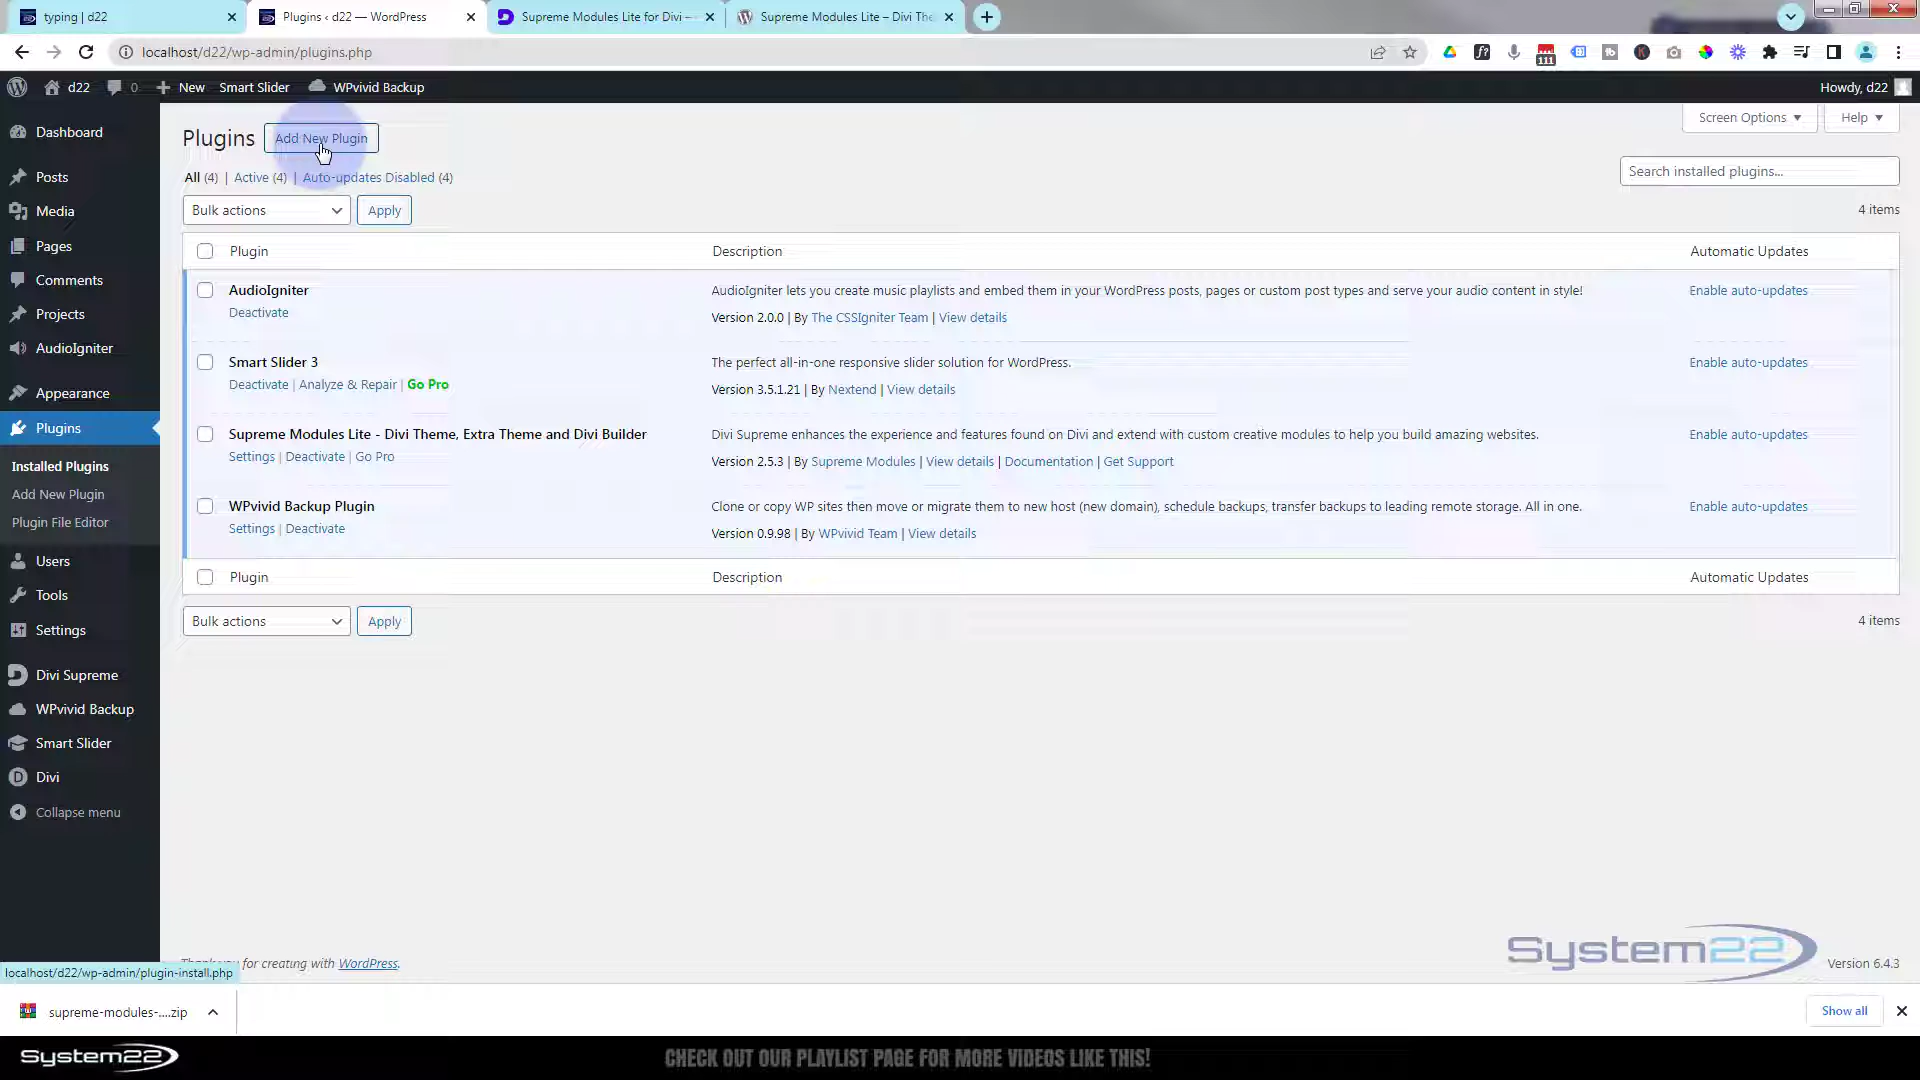 typing | d22
Plugins ‹ d22 — WordPress
Supreme Modules Lite for Divi –
Supreme Modules Lite – Divi The
localhost/d22/wp-admin/plugins.php
d22
0
New
Smart Slider
WPvivid Backup
Howdy, d22
Dashboard
Posts
Media
Pages
Comments
Projects
AudioIgniter
Appearance
Plugins
Installed Plugins
Add New Plugin
Plugin File Editor
Users
Tools
Settings
Divi Supreme
WPvivid Backup
Smart Slider
Divi
Collapse menu
Plugins
Add New Plugin
Screen Options
Help
All (4) | Active (4) | Auto-updates Disabled (4)
Search installed plugins...
Bulk actions
Apply
4 items
Plugin
Description
Automatic Updates
AudioIgniter
Deactivate
AudioIgniter lets you create music playlists and embed them in your WordPress posts, pages or custom post types and serve your audio content in style!
Version 2.0.0 | By The CSSIgniter Team | View details
Enable auto-updates
Smart Slider 3
Deactivate | Analyze & Repair | Go Pro
The perfect all-in-one responsive slider solution for WordPress.
Version 3.5.1.21 | By Nextend | View details
Enable auto-updates
Supreme Modules Lite - Divi Theme, Extra Theme and Divi Builder
Settings | Deactivate | Go Pro
Divi Supreme enhances the experience and features found on Divi and extend with custom creative modules to help you build amazing websites.
Version 2.5.3 | By Supreme Modules | View details | Documentation | Get Support
Enable auto-updates
WPvivid Backup Plugin
Settings | Deactivate
Clone or copy WP sites then move or migrate them to new host (new domain), schedule backups, transfer backups to leading remote storage. All in one.
Version 0.9.98 | By WPvivid Team | View details
Enable auto-updates
Plugin
Description
Automatic Updates
Bulk actions
Apply
4 items
for creating with WordPress.
System22
Version 6.4.3
localhost/d22/wp-admin/plugin-install.php
supreme-modules-....zip
Show all
System22
CHECK OUT OUR PLAYLIST PAGE FOR MORE VIDEOS LIKE THIS!